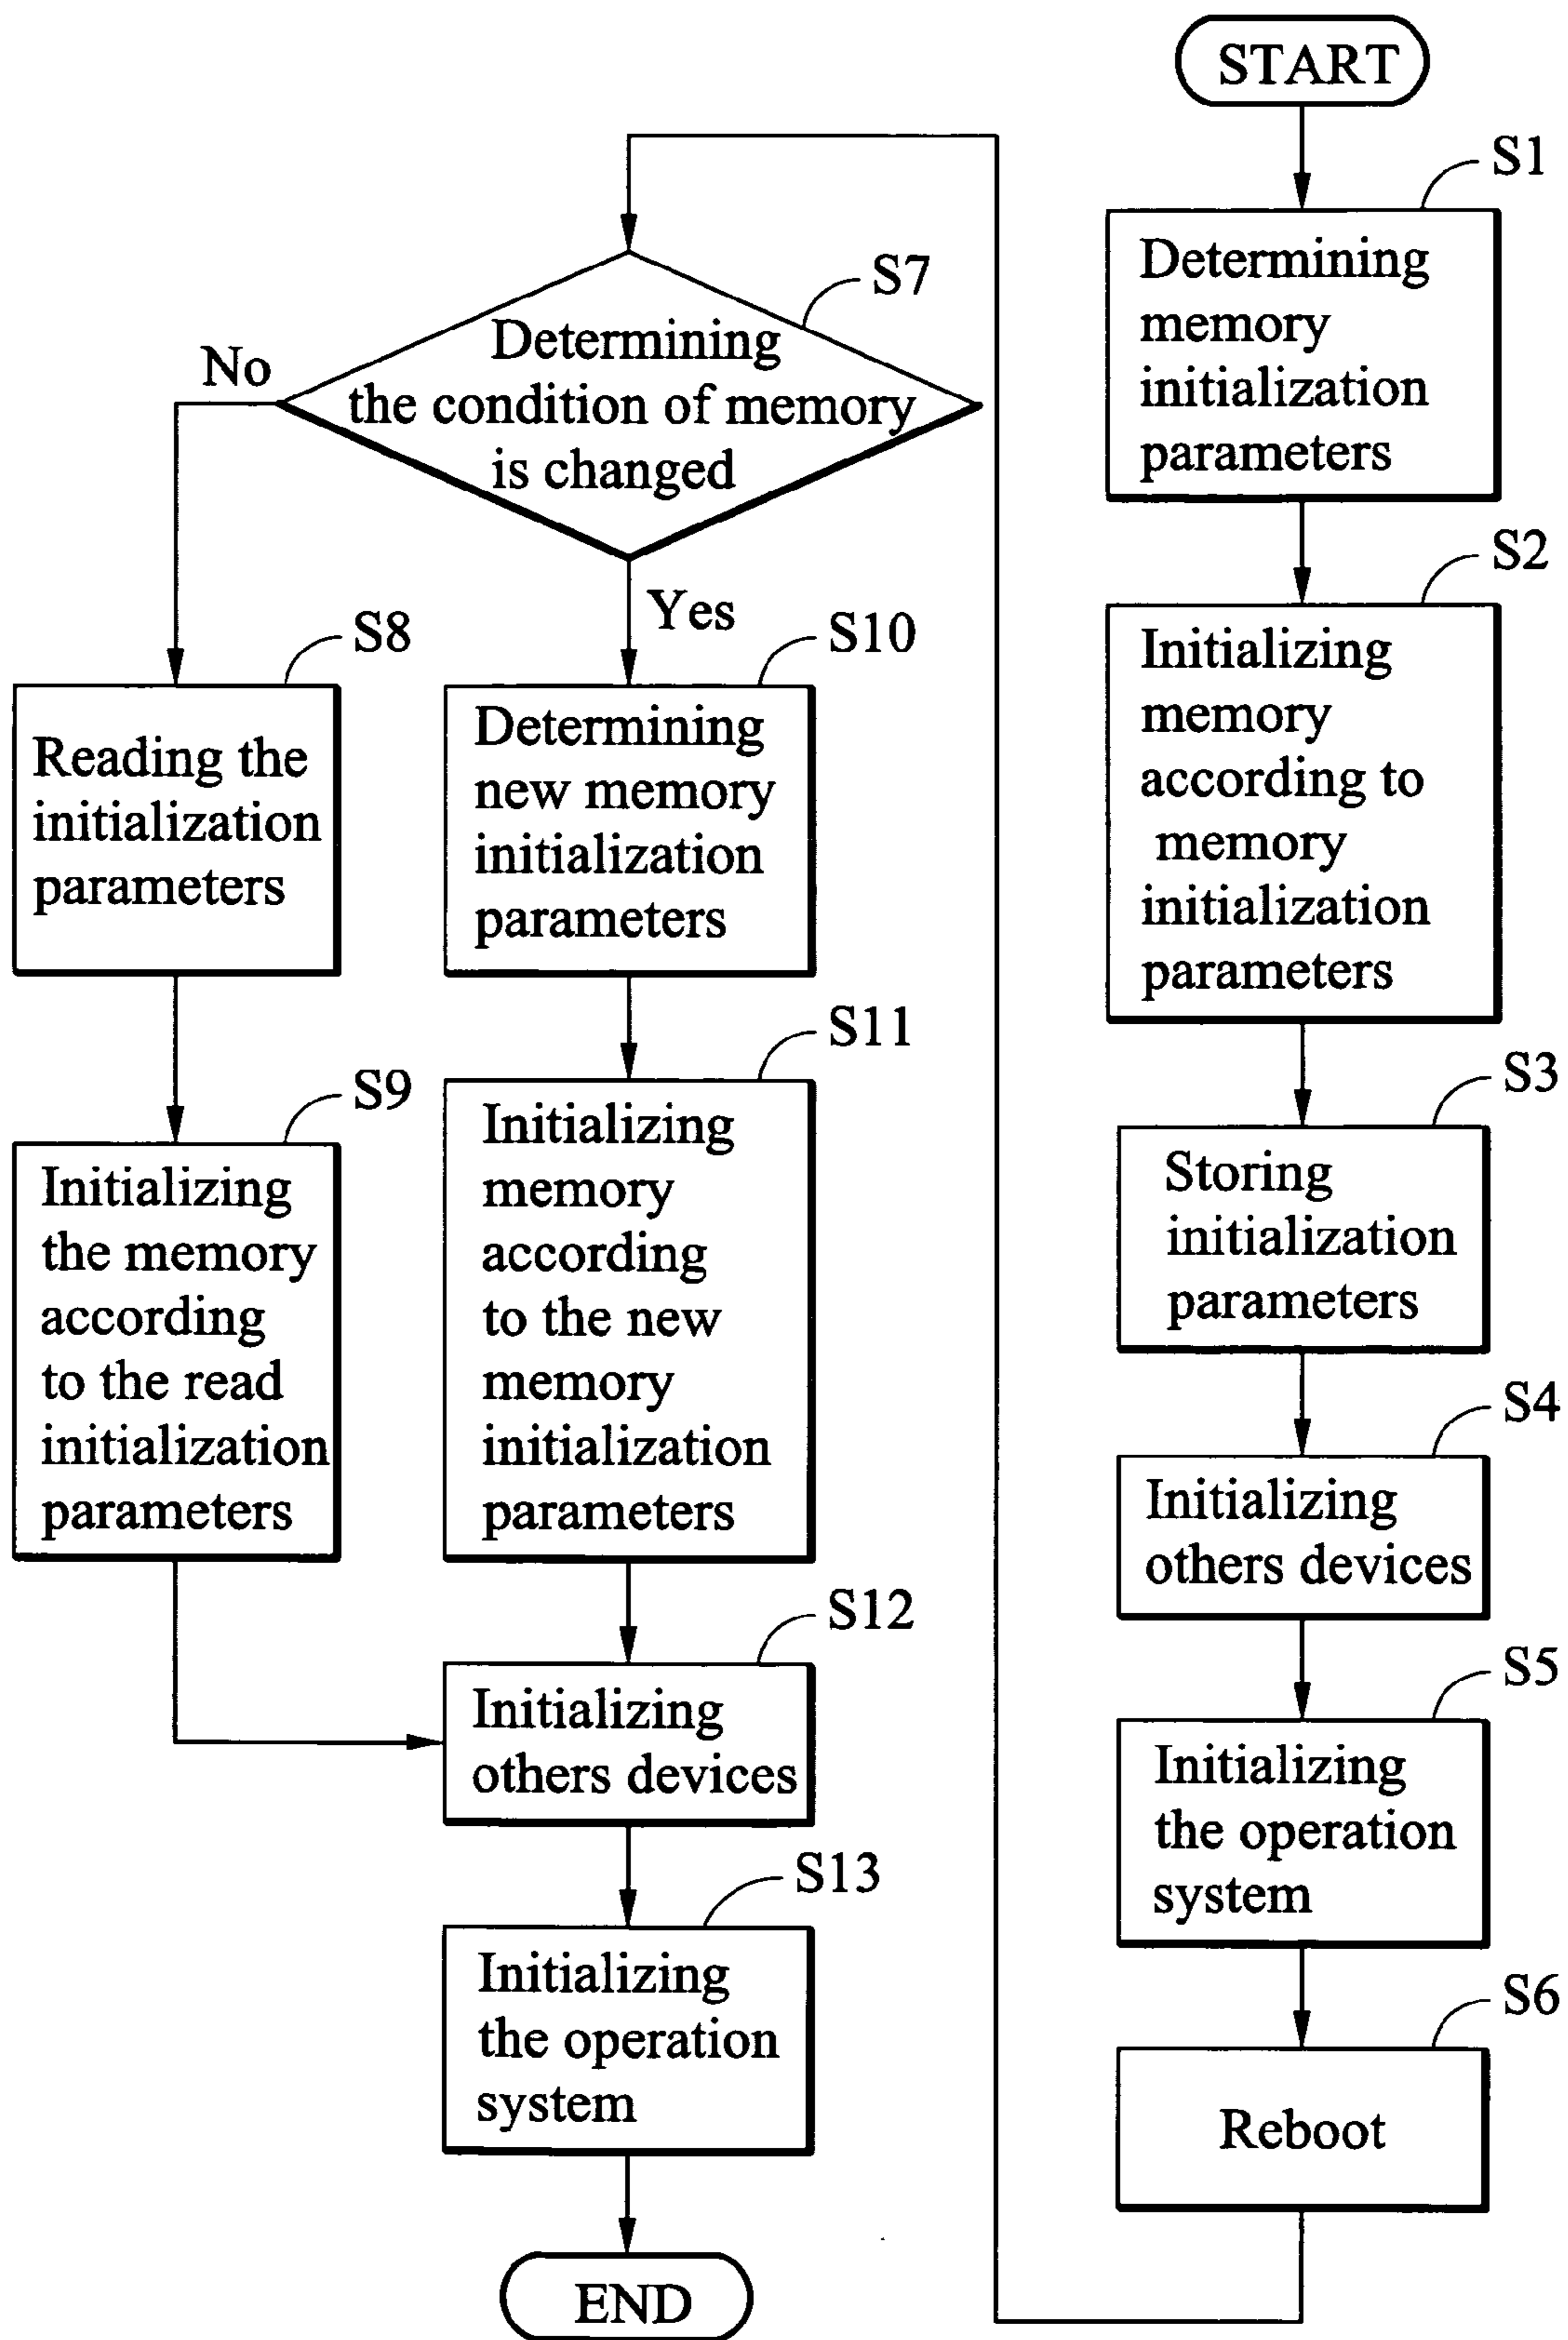 START
S1
Determining
memory
initialization
parameters
S2
Initializing
memory
according to
memory
initialization
parameters
S3
Storing
initialization
parameters
S4
Initializing
others devices
S5
Initializing
the operation
system
S6
Reboot
S7
Determining
the condition of memory
is changed
No
Yes
S8
Reading the
initialization
parameters
S9
Initializing
the memory
according
to the read
initialization
parameters
S10
Determining
new memory
initialization
parameters
S11
Initializing
memory
according
to the new
memory
initialization
parameters
S12
Initializing
others devices
S13
Initializing
the operation
system
END